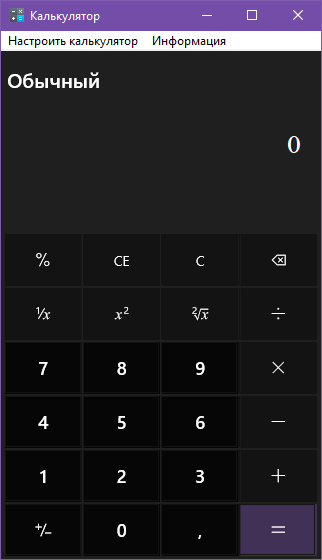 Калькулятор
Настроить калькулятор Информация
Обычный
0
% CE C
¹/x x² ²√x ÷
7 8 9 ×
4 5 6 −
1 2 3 +
+/− 0 , =